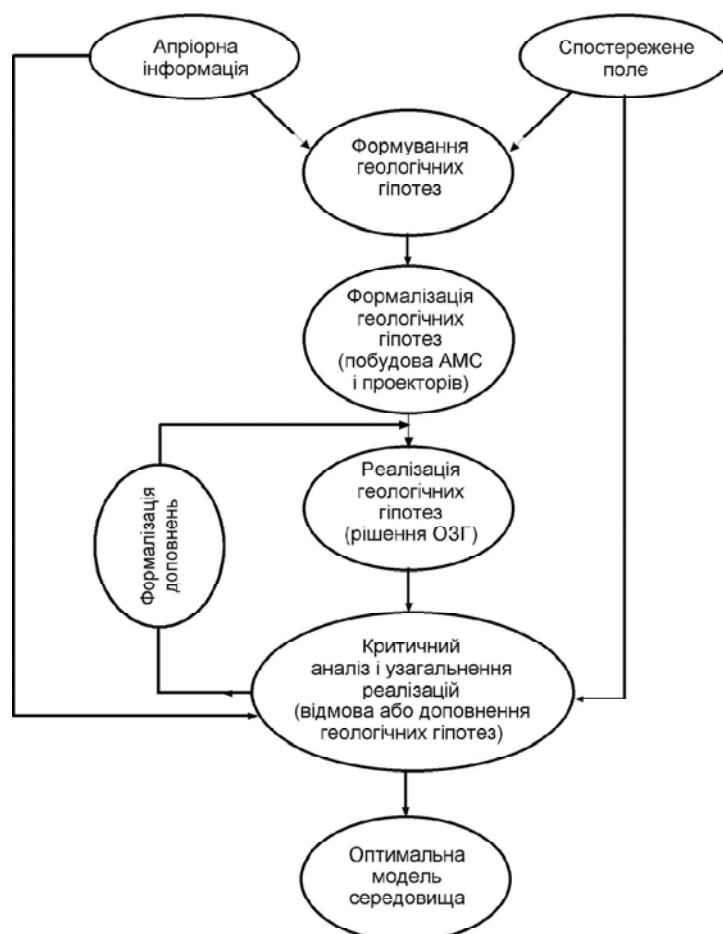 Апріорна
інформація
Спостережене
поле
Формування
геологічних
гіпотез
Формалізація
геологічних
гіпотез
(побудова АМС
і проекторів)
Реалізація
геологічних
гіпотез
(рішення ОЗГ)
Формалізація
доповнень
Критичний
аналіз і узагальнення
реалізацій
(відмова або доповнення
геологічних гіпотез)
Оптимальна
модель
середовища